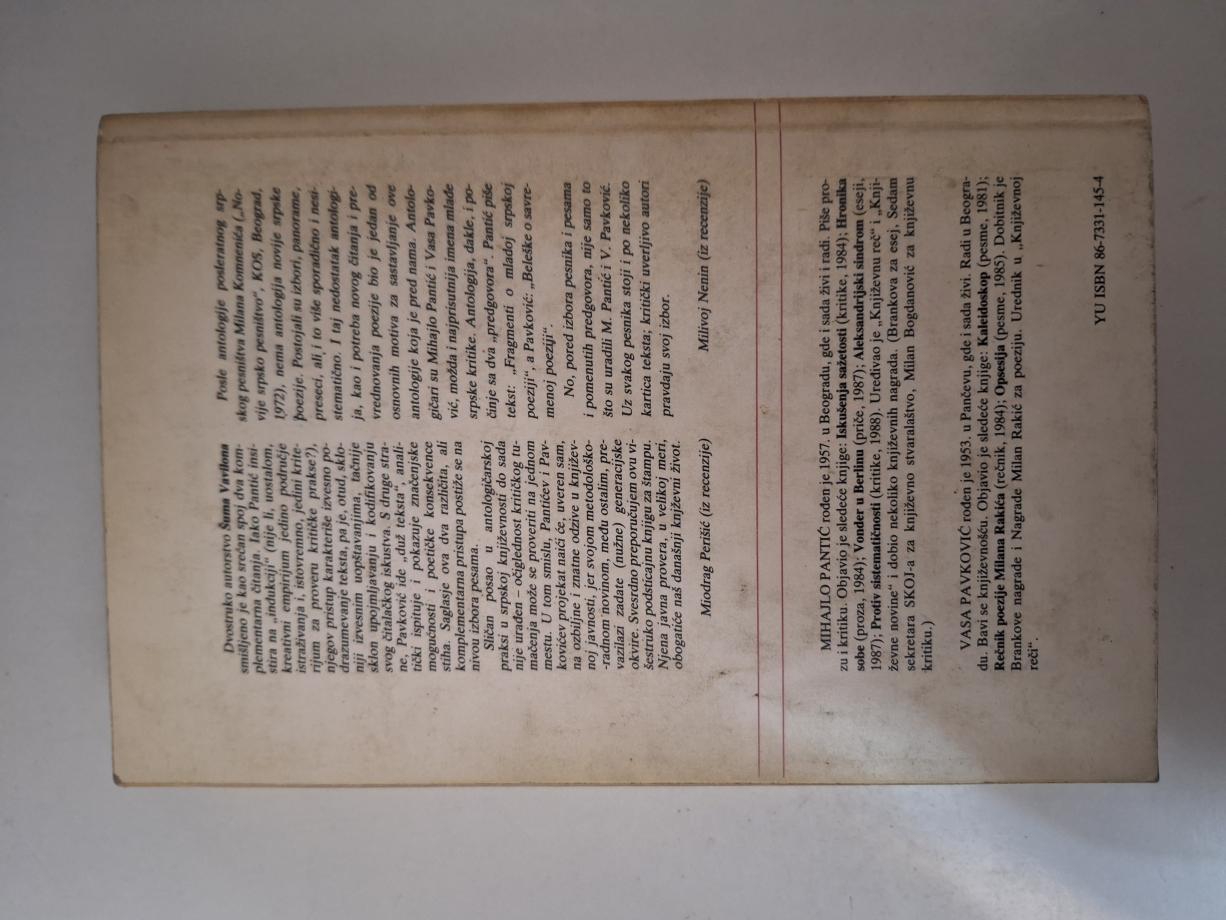 Dvostruko autorstvo Šuma Vavilona
smišljeno je kao srećan spoj dva kom-
plementarna čitanja. Iako Pantić insi-
stira na „indukciji" (nije li, uostalom,
kreativni empirijum jedino područje
istraživanja i, istovremeno, jedini krite-
rijum za proveru kritičke prakse?),
njegov pristup karakteriše izvesno po-
drazumevanje teksta, pa je, otud, sklo-
niji izvesnim uopštavanjima, tačnije
sklon upojmljavanju i kodifikovanju
svog čitalačkog iskustva. S druge stra-
ne, Pavković ide „duž teksta", anali-
tički ispituje i pokazuje značenjske
mogućnosti i poetičke konsekvence
stiha. Saglasje ova dva različita, ali
komplementarna pristupa postiže se na
nivou izbora pesama.
Sličan posao u antologičarskoj
praksi u srpskoj književnosti do sada
nije urađen – očiglednost kritičkog tu-
mačenja može se proveriti na jednom
mestu. U tom smislu, Pantićev i Pav-
kovićev projekat naići će, uveren sam,
na ozbiljne i znatne odzive u književ-
noj javnosti, jer svojom metodološko-
-radnom novinom, među ostalim, pre-
vazilazi zadate (nužne) generacijske
okvire. Svesrdno preporučujem ovu vi-
šestruko podsticajnu knjigu za štampu.
Njena javna provera, u velikoj meri,
obogatiće naš današnji književni život.
Miodrag Perišić (iz recenzije)
Posle antologije posleratnog srp-
skog pesništva Milana Komnenića („No-
vije srpsko pesništvo", KOS, Beograd,
1972), nema antologija novije srpske
poezije. Postojali su izbori, panorame,
preseci, ali i to više sporadično i nesi-
stematično. I taj nedostatak antologi-
ja, kao i potreba novog čitanja i pre-
vrednovanja poezije bio je jedan od
osnovnih motiva za sastavljanje ove
antologije koja je pred nama. Antolo-
gičari su Mihajlo Pantić i Vasa Pavko-
vić, možda i najprisutnija imena mlađe
srpske kritike. Antologija, dakle, i po-
činje sa dva „predgovora". Pantić piše
tekst: „Fragmenti o mlađoj srpskoj
poeziji", a Pavković: „Beleške o savre-
menoj poeziji".
No, pored izbora pesnika i pesama
i pomenutih predgovora, nije samo to
što su uradili M. Pantić i V. Pavković.
Uz svakog pesnika stoji i po nekoliko
kartica teksta; kritički uverljivo autori
pravdaju svoj izbor.
Milivoj Nenin (iz recenzije)
MIHAJLO PANTIĆ rođen je 1957. u Beogradu, gde i sada živi i radi. Piše pro-
zu i kritiku. Objavio je sledeće knjige: Iskušenja sažetosti (kritike, 1984); Hronika
sobe (proza, 1984); Vonder u Berlinu (priče, 1987); Aleksandrijski sindrom (eseji,
1987); Protiv sistematičnosti (kritike, 1988). Uređivao je „Književnu reč" i „Knji-
ževne novine" i dobio nekoliko književnih nagrada. (Brankova za esej, Sedam
sekretara SKOJ-a za književno stvaralaštvo, Milan Bogdanović za književnu
kritiku.)
VASA PAVKOVIĆ rođen je 1953. u Pančevu, gde i sada živi. Radi u Beogra-
du. Bavi se književnošću. Objavio je sledeće knjige: Kaleidoskop (pesme, 1981);
Rečnik poezije Milana Rakića (rečnik, 1984); Opsesija (pesme, 1985). Dobitnik je
Brankove nagrade i Nagrade Milan Rakić za poeziju. Urednik u „Književnoj
reči".
YU ISBN 86-7331-145-4